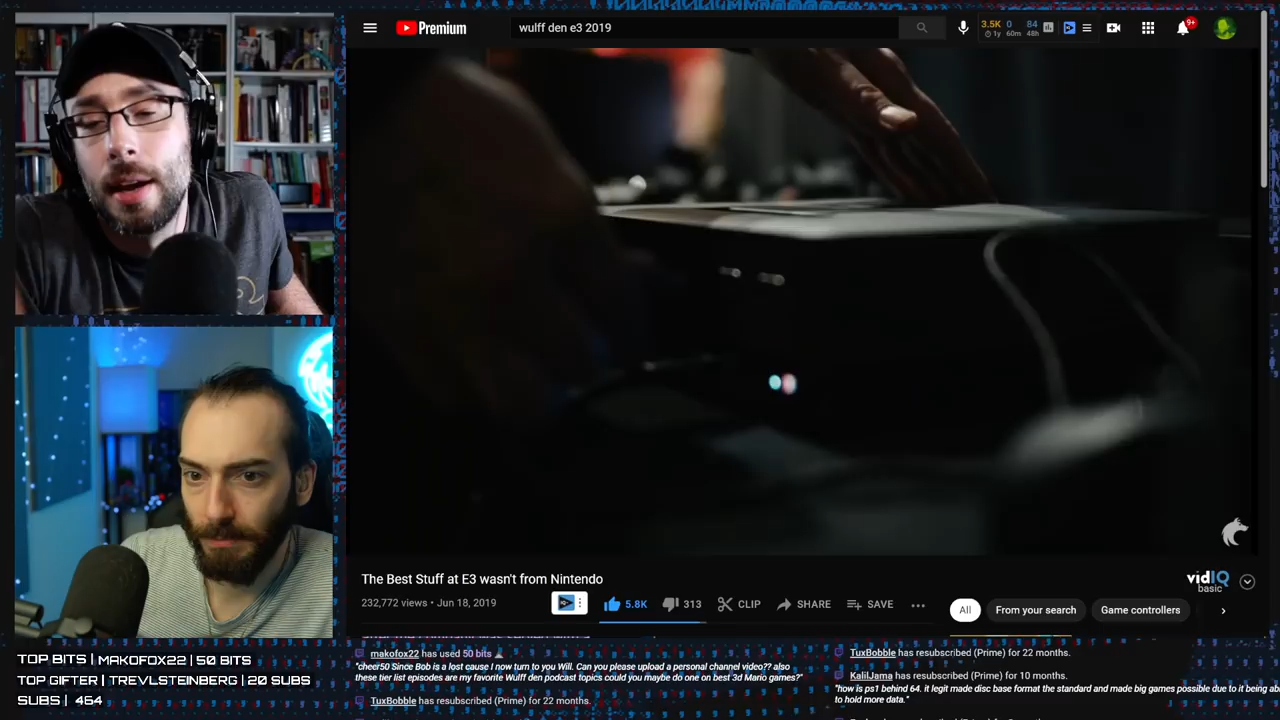 Premium
wulff den e3 2019
3.5K 0 84
1y 60m 48h
9+
The Best Stuff at E3 wasn't from Nintendo
232,772 views • Jun 18, 2019
5.8K
313
CLIP
SHARE
SAVE
vidIQ
basic
All
From your search
Game controllers
TOP BITS | MAKOFOX22 | 50 BITS
TOP GIFTER | TREVLSTEINBERG | 20 SUBS
SUBS | 464
makofox22 has used 50 bits
"cheer50 Since Bob is a lost cause I now turn to you Will. Can you please upload a personal channel video?? also
these tier list episodes are my favorite Wulff den podcast topics could you maybe do one on best 3d Mario games?"
TuxBobble has resubscribed (Prime) for 22 months.
TuxBobble has resubscribed (Prime) for 22 months.
KalilJama has resubscribed (Prime) for 10 months.
"how is ps1 behind 64. it legit made disc base format the standard and made big games possible due to it being ab
to hold more data."